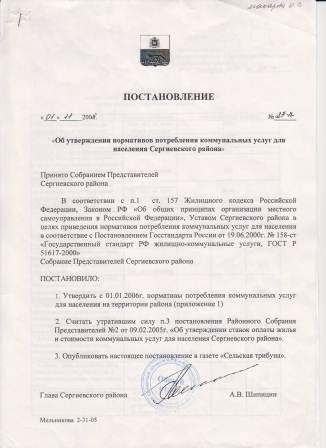 ПОСТАНОВЛЕНИЕ
« 01 » 11 200
№
«Об утверждении нормативов потребления коммунальных услуг для
населения Сергиевского района»
Принято Собранием Представителей
Сергиевского района
В соответствии с п.1 ст. 157 Жилищного кодекса Российской
Федерации, Законом РФ «Об общих принципах организации местного
самоуправления в Российской Федерации», Уставом Сергиевского района в
целях приведения нормативов потребления коммунальных услуг для населения
в соответствие с Постановлением Госстандарта России от 19.06.2000г. № 158-ст
«Государственный стандарт РФ жилищно-коммунальные услуги, ГОСТ Р
51617-2000»
Собрание Представителей Сергиевского района
ПОСТАНОВИЛО:
1. Утвердить с 01.01.2006г. нормативы потребления коммунальных услуг
для населения на территории района (приложение 1)
2. Считать утратившим силу п.3 постановления Районного Собрания
Представителей №2 от 09.02.2005г. «Об утверждении ставок оплаты жилья
и стоимости коммунальных услуг для населения Сергиевского района».
3. Опубликовать настоящее постановление в газете «Сельская трибуна».
Глава Сергиевского района
А.В. Шипицин
Мельникова 2-31-05